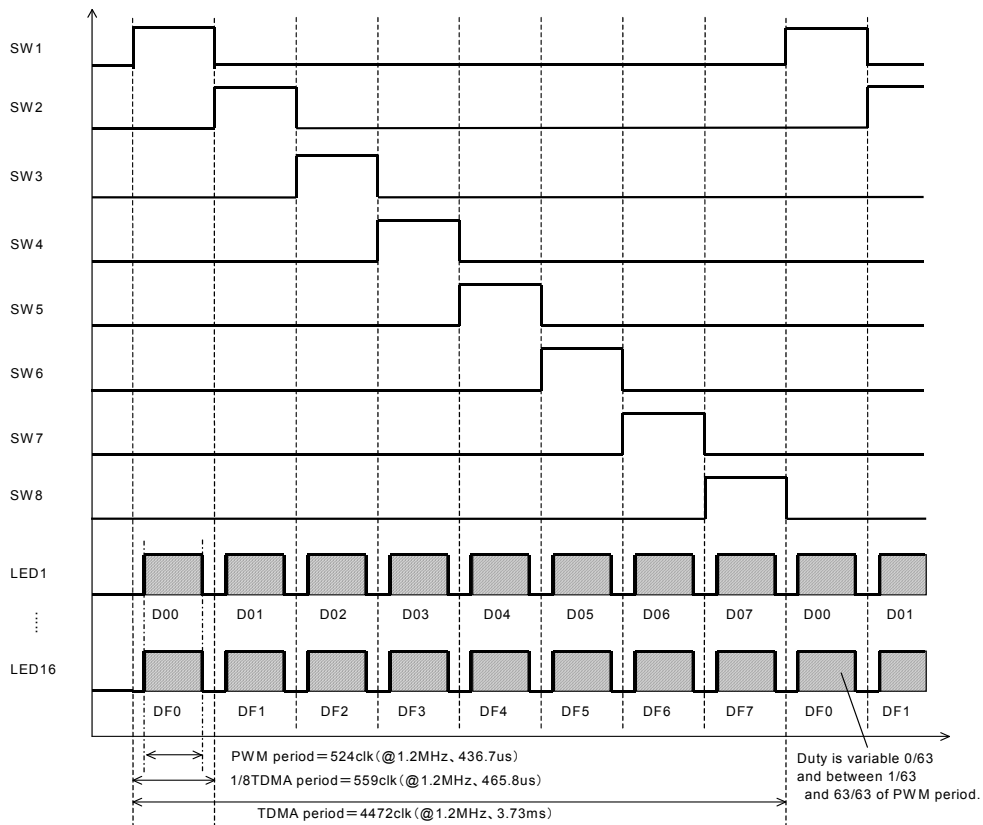 SW1
SW2
SW3
SW4
SW5
SW6
SW7
SW8
LED1
D00 D01 D02 D03 D04 D05 D06 D07 D00 D01
LED16
DF0 DF1 DF2 DF3 DF4 DF5 DF6 DF7 DF0 DF1
PWM period=524clk(@1.2MHz、436.7us)
1/8TDMA period=559clk(@1.2MHz、465.8us)
TDMA period=4472clk(@1.2MHz、3.73ms)
Duty is variable 0/63
and between 1/63
and 63/63 of PWM period.